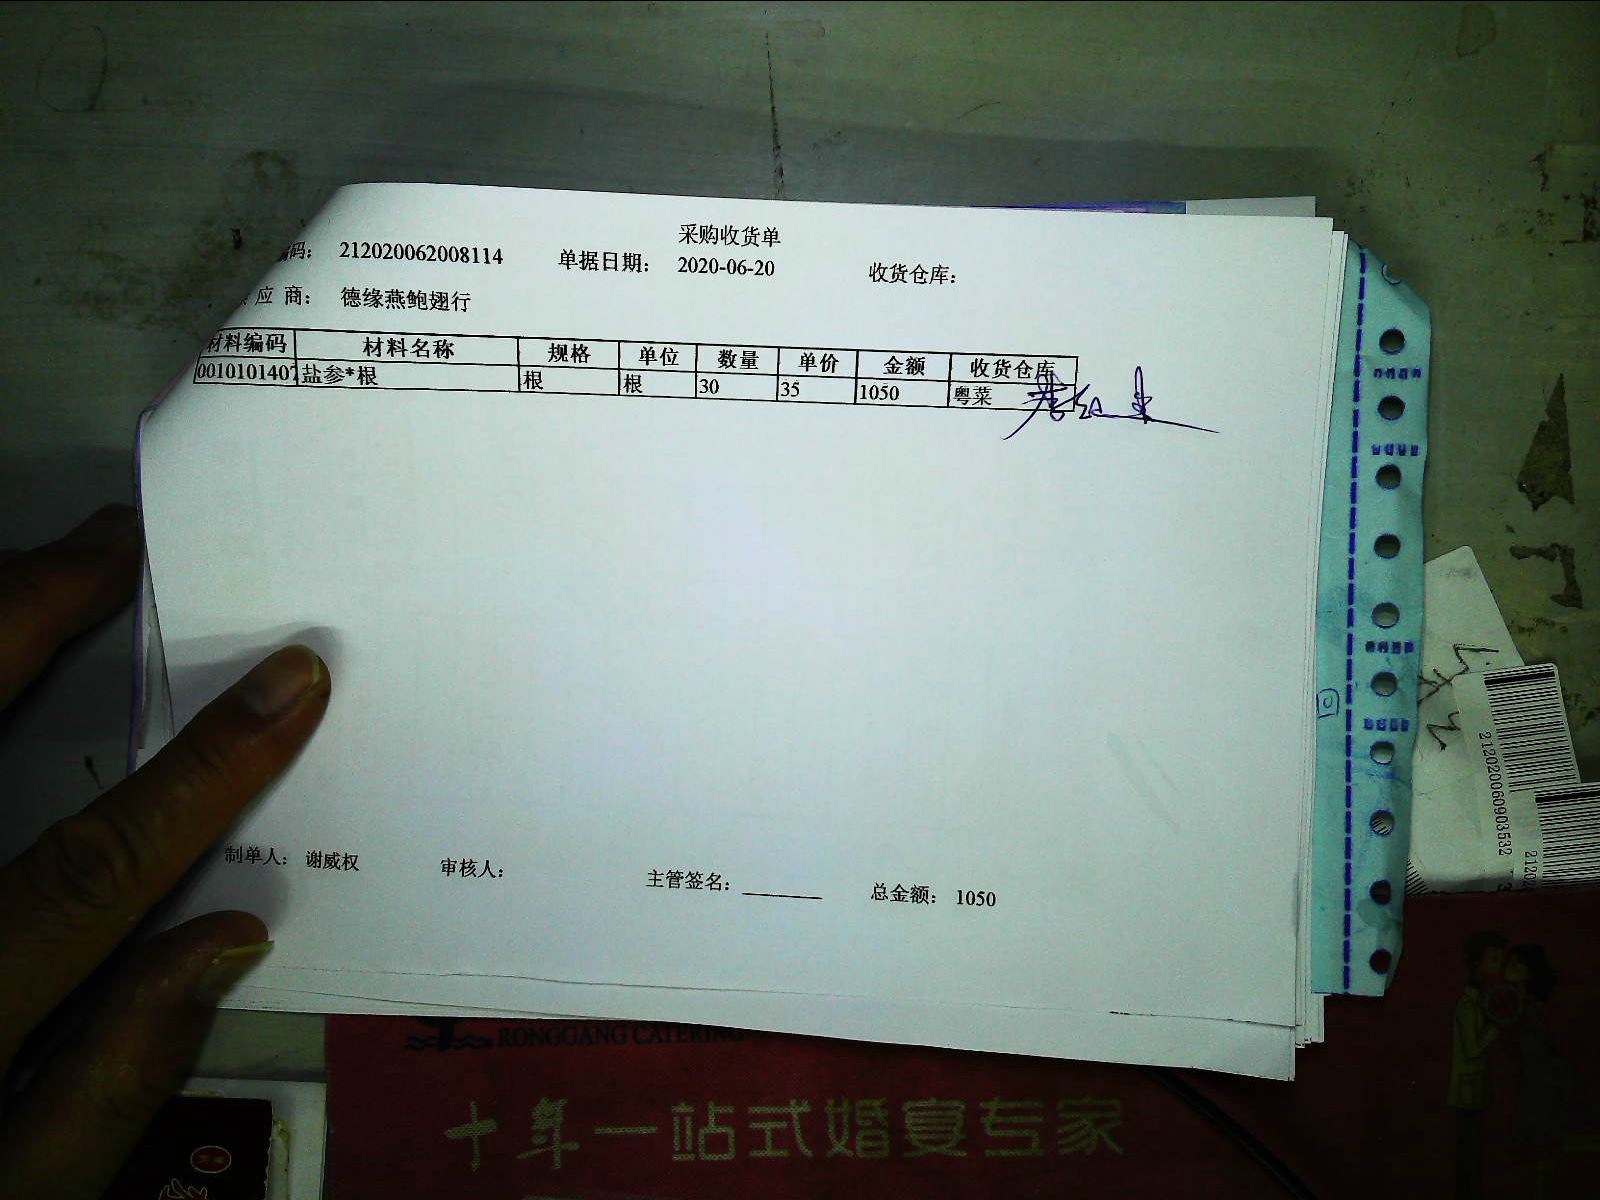 采购收货单
码: 212020062008114 单据日期: 2020-06-20 收货仓库:
应 商: 德缘燕鲍翅行
材料编码 材料名称 规格 单位 数量 单价 金额 收货仓库
0010101407 盐参*根 根 根 30 35 1050 粤菜
制单人: 谢威权 审核人: 主管签名: ________ 总金额: 1050
212020060903532
RONGGANG CATERING
十年一站式婚宴专家